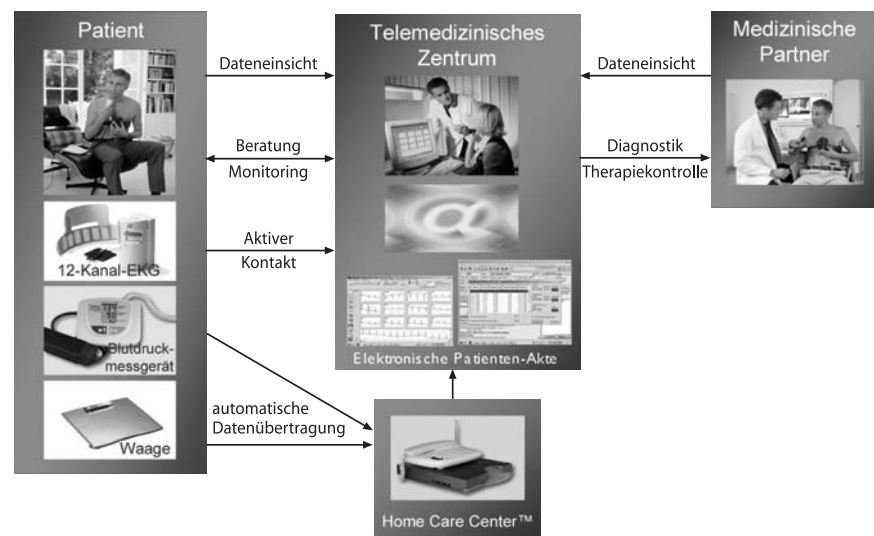 Patient
12-Kanal-EKG
Blutdruck-
messgerät
Waage
Dateneinsicht
Beratung
Monitoring
Aktiver
Kontakt
automatische
Datenübertragung
Telemedizinisches
Zentrum
Elektronische Patienten-Akte
Home Care Center™
Dateneinsicht
Diagnostik
Therapiekontrolle
Medizinische
Partner